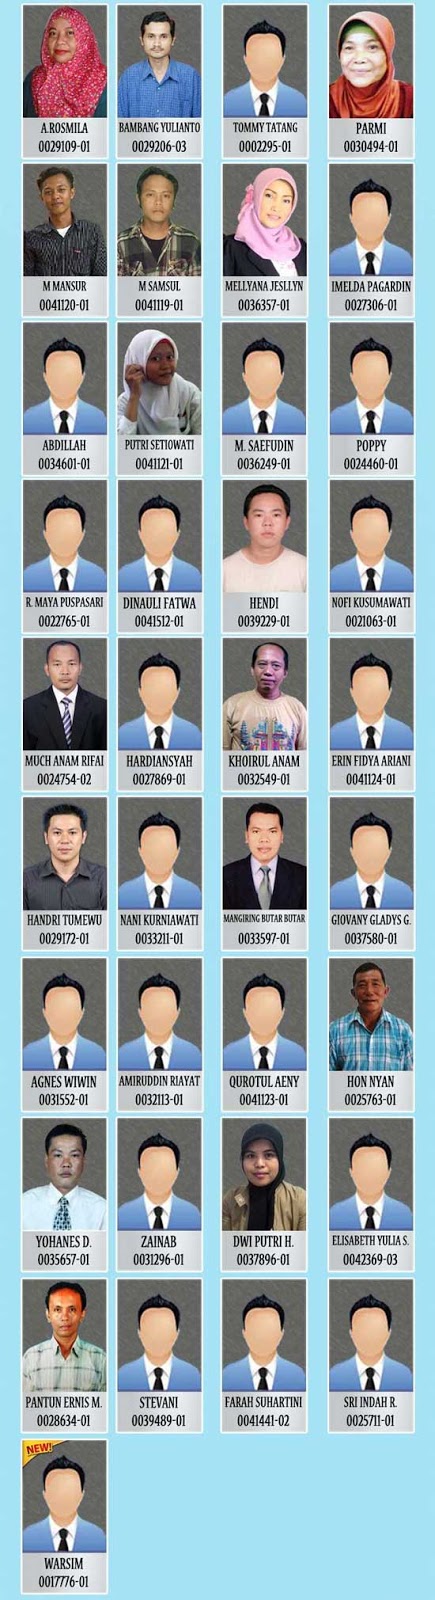 A.ROSMILA
0029109-01
BAMBANG YULIANTO
0029206-03
TOMMY TATANG
0002295-01
PARMI
0030494-01
M MANSUR
0041120-01
M SAMSUL
0041119-01
MELLYANA JESLLYN
0036357-01
IMELDA PAGARDIN
0027306-01
ABDILLAH
0034601-01
PUTRI SETIOWATI
0041121-01
M. SAEFUDIN
0036249-01
POPPY
0024460-01
R. MAYA PUSPASARI
0022765-01
DINAULI FATWA
0041512-01
HENDI
0039229-01
NOFI KUSUMAWATI
0021063-01
MUCH ANAM RIFAI
0024754-02
HARDIANSYAH
0027869-01
KHOIRUL ANAM
0032549-01
ERIN FIDYA ARIANI
0041124-01
HANDRI TUMEWU
0029172-01
NANI KURNIAWATI
0033211-01
MANGIRING BUTAR BUTAR
0033597-01
GIOVANY GLADYS G.
0037580-01
AGNES WIWIN
0031552-01
AMIRUDDIN RIAYAT
0032113-01
QUROTUL AENY
0041123-01
HON NYAN
0025763-01
YOHANES D.
0035657-01
ZAINAB
0031296-01
DWI PUTRI H.
0037896-01
ELISABETH YULIA S.
0042369-03
PANTUN ERNIS M.
0028634-01
STEVANI
0039489-01
FARAH SUHARTINI
0041441-02
SRI INDAH R.
0025711-01
NEW!
WARSIM
0017776-01